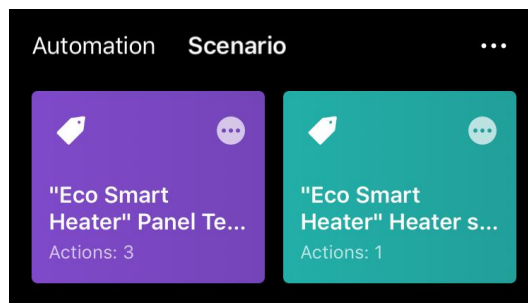 Automation Scenario
"Eco Smart
Heater" Panel Te...
Actions: 3
"Eco Smart
Heater" Heater s...
Actions: 1